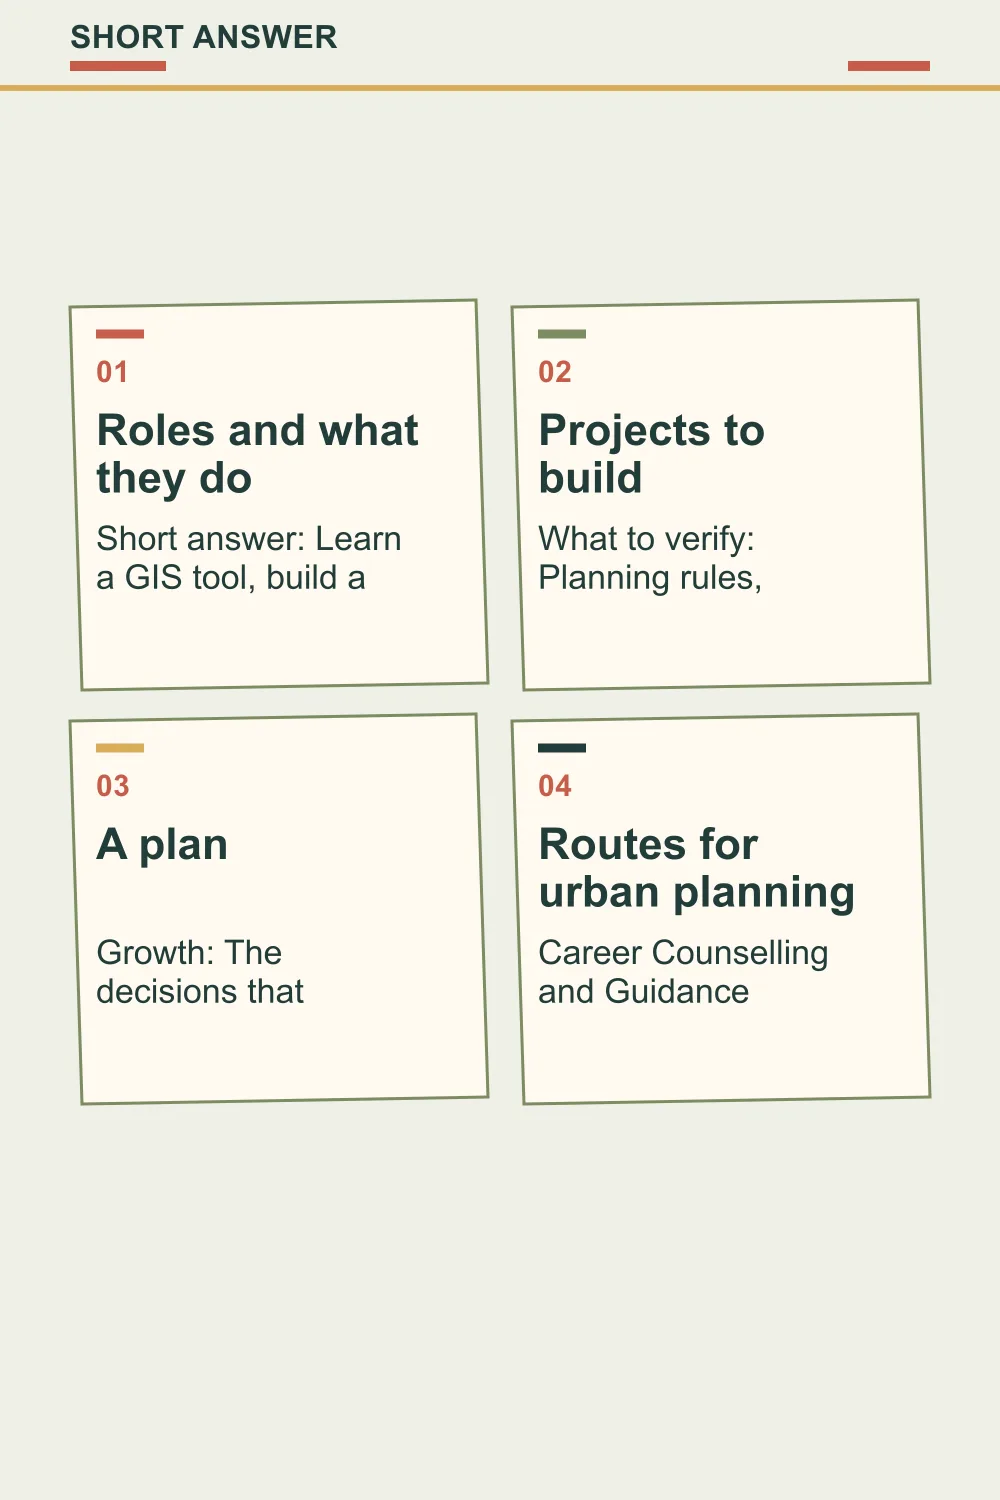 SHORT ANSWER
01
Roles and what
they do
Short answer: Learn
a GIS tool, build a
02
Projects to
build
What to verify:
Planning rules,
03
A plan
Growth: The
decisions that
04
Routes for
urban planning
Career Counselling
and Guidance